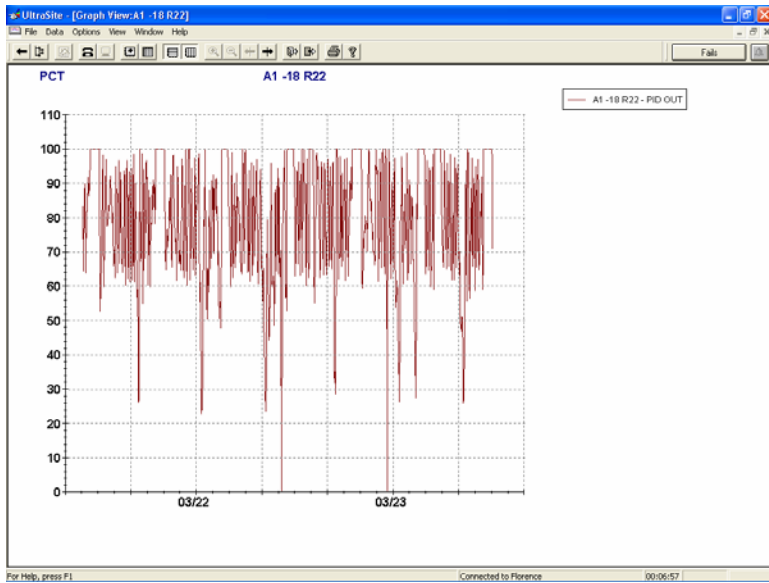 UltraSite - [Graph View:A1 -18 R22]
File Data Options View Window Help
Fails
PCT
A1 -18 R22
A1 -18 R22 - PID OUT
110
100
90
80
70
60
50
40
30
20
10
0
03/22 03/23
For Help, press F1 Connected to Florence 00:06:57